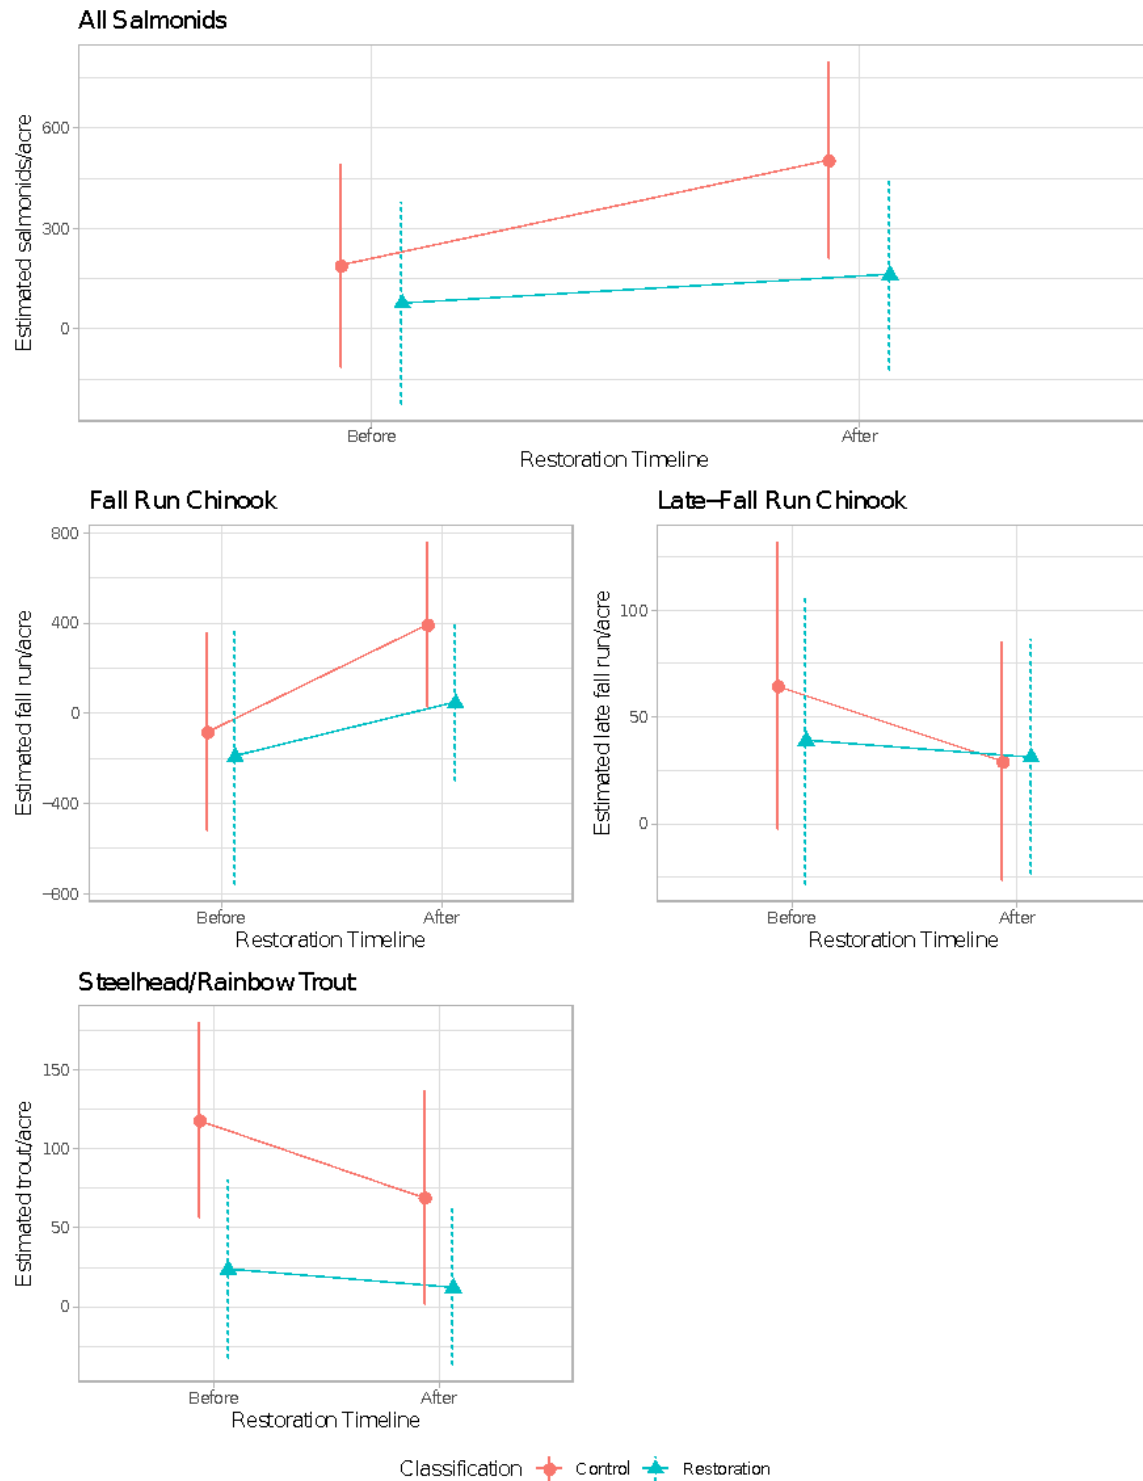 All Salmonids
Estimated salmonids/acre
600
300
0
Before
After
Restoration Timeline
Fall Run Chinook
Estimated fall run/acre
800
400
0
−400
−800
Before
After
Restoration Timeline
Late−Fall Run Chinook
Estimated late fall run/acre
100
50
0
Before
After
Restoration Timeline
Steelhead/Rainbow Trout
Estimated trout/acre
150
100
50
0
Before
After
Restoration Timeline
Classification Control Restoration